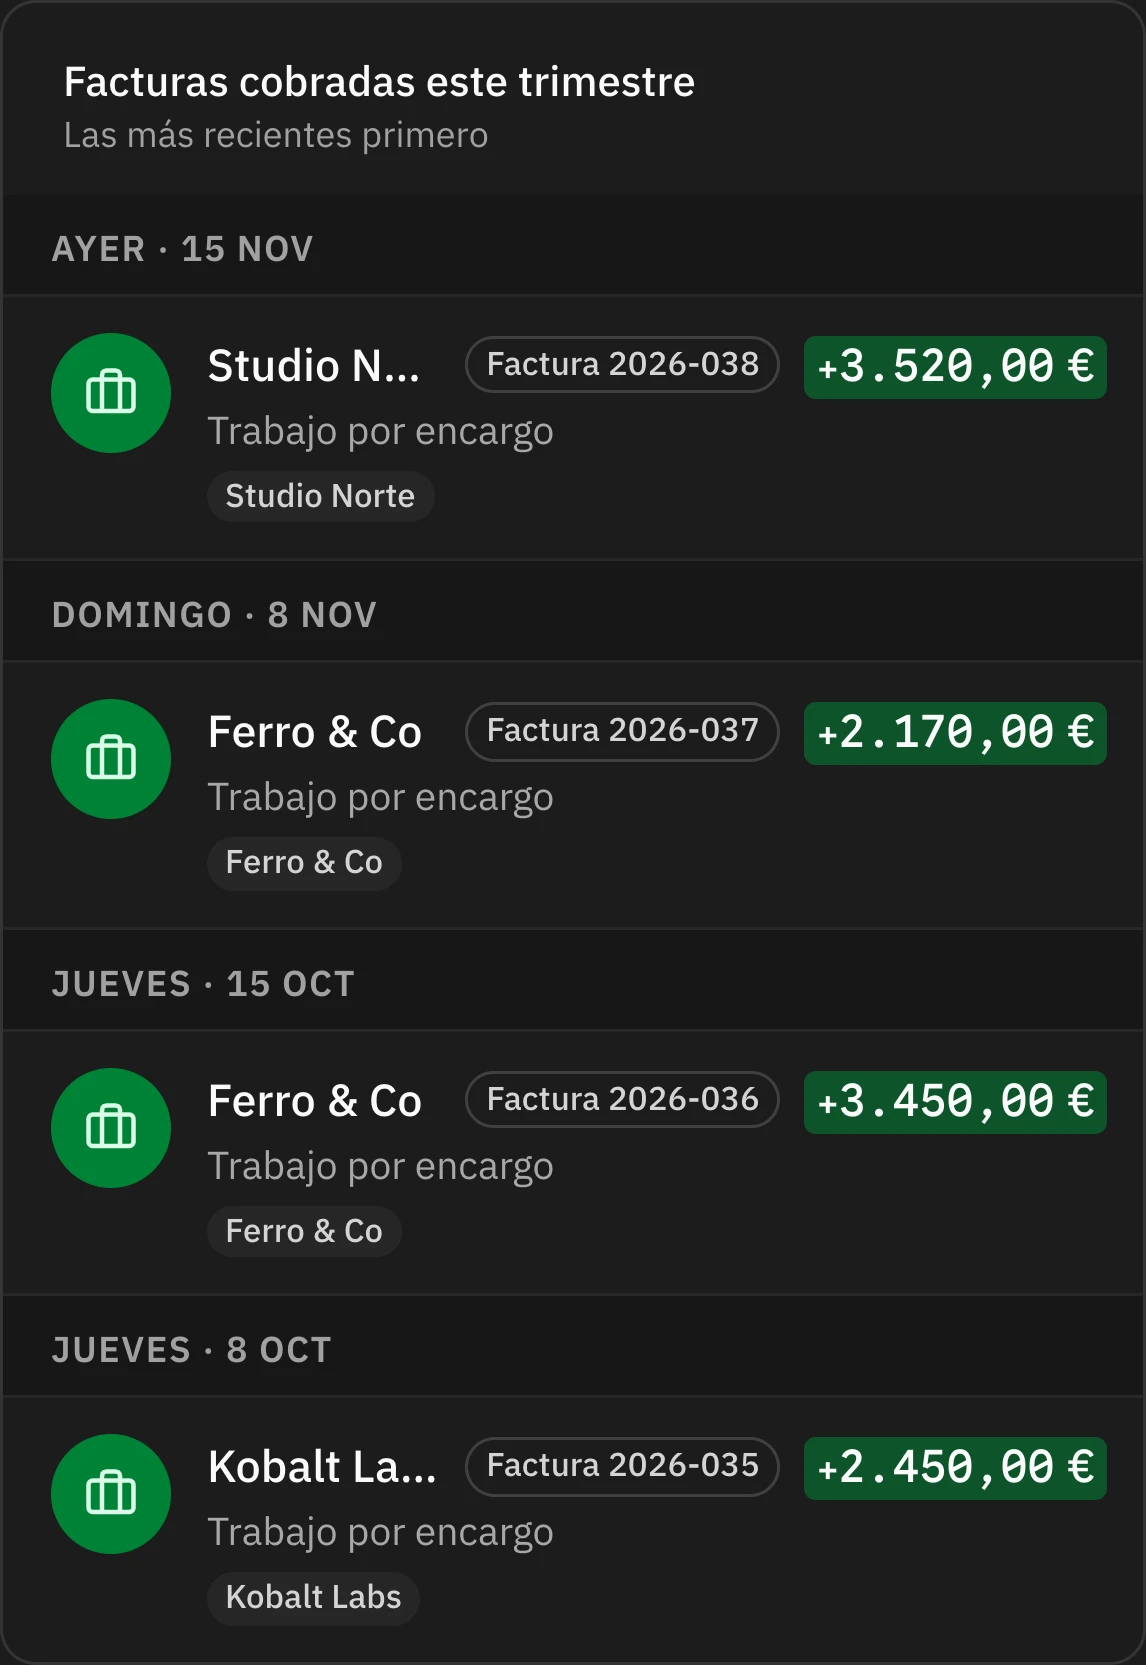 Facturas cobradas este trimestre
Las más recientes primero
AYER · 15 NOV
Studio N... Factura 2026-038 +3.520,00 €
Trabajo por encargo
Studio Norte
DOMINGO · 8 NOV
Ferro & Co Factura 2026-037 +2.170,00 €
Trabajo por encargo
Ferro & Co
JUEVES · 15 OCT
Ferro & Co Factura 2026-036 +3.450,00 €
Trabajo por encargo
Ferro & Co
JUEVES · 8 OCT
Kobalt La... Factura 2026-035 +2.450,00 €
Trabajo por encargo
Kobalt Labs